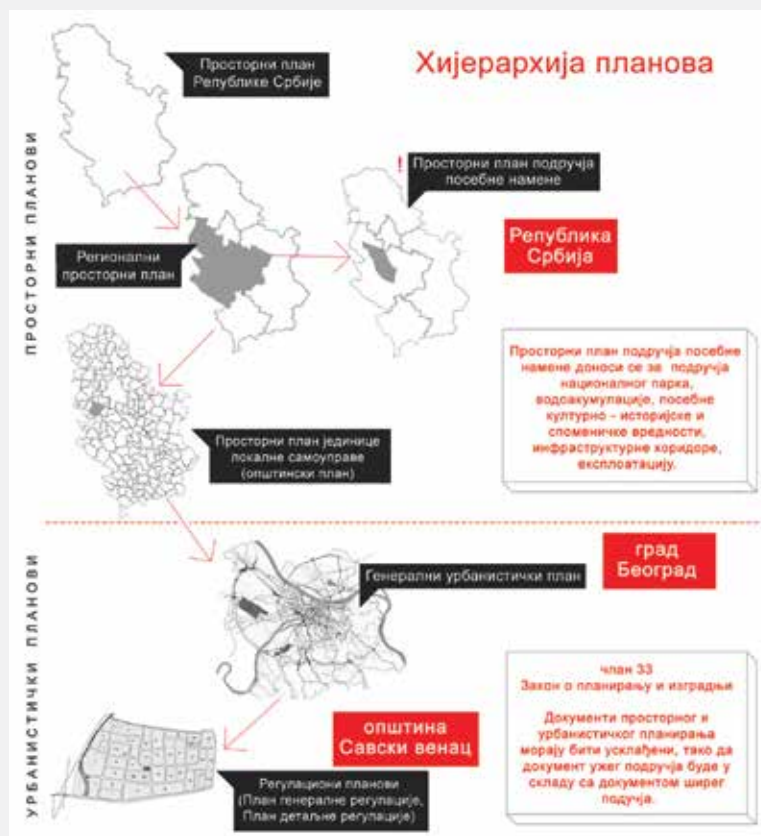 Хијерархија планова
Просторни план
Републике Србије
ПРОСТОРНИ ПЛАНОВИ
! Просторни план подручја
посебне намене
Регионални
просторни план
Република
Србија
Просторни план подручја посебне
намене доноси се за подручја
националног парка,
водоакумулације, посебне
културно - историјске и
споменичке вредности,
инфраструктурне коридоре,
експлоатацију.
Просторни план јединице
локалне самоуправе
(општински план)
УРБАНИСТИЧКИ ПЛАНОВИ
град
Београд
Генерални урбанистички план
члан 33
Закон о планирању и изградњи
Документи просторног и
урбанистичког планирања
морају бити усклађени, тако да
документ ужег подручја буде у
складу са документом ширег
подучја.
општина
Савски венац
Регулациони планови
(План генералне регулације,
План детаљне регулације)